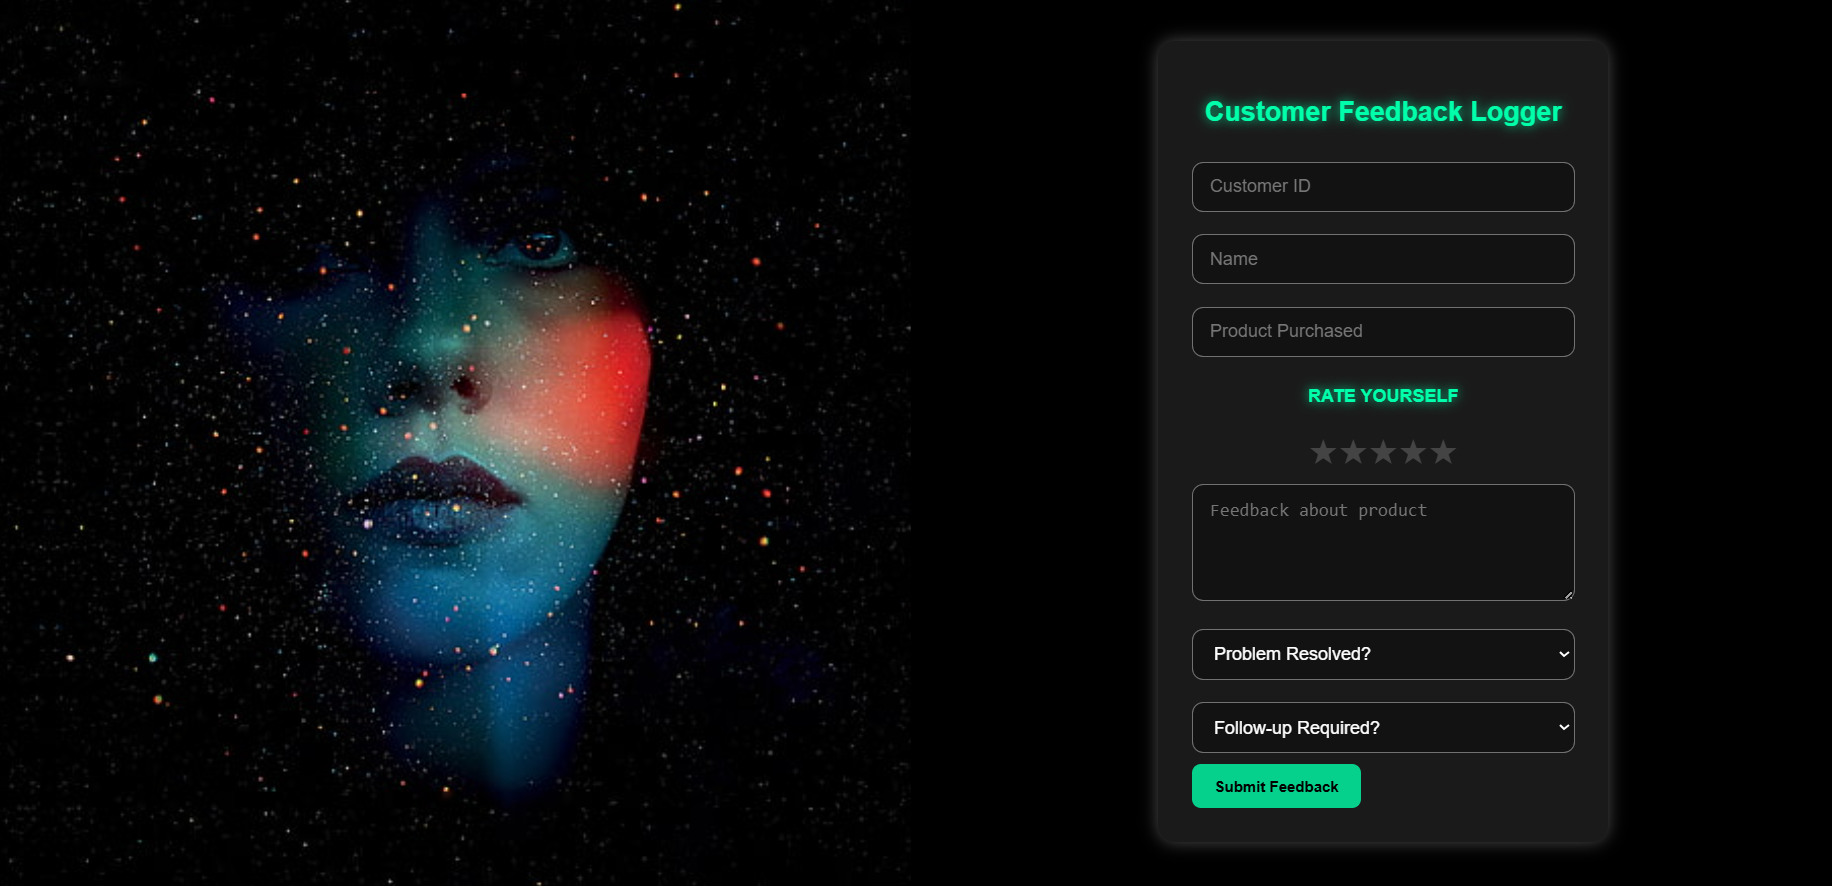 Customer Feedback Logger
Customer ID
Name
Product Purchased
RATE YOURSELF
Feedback about product
Problem Resolved?
Follow-up Required?
Submit Feedback